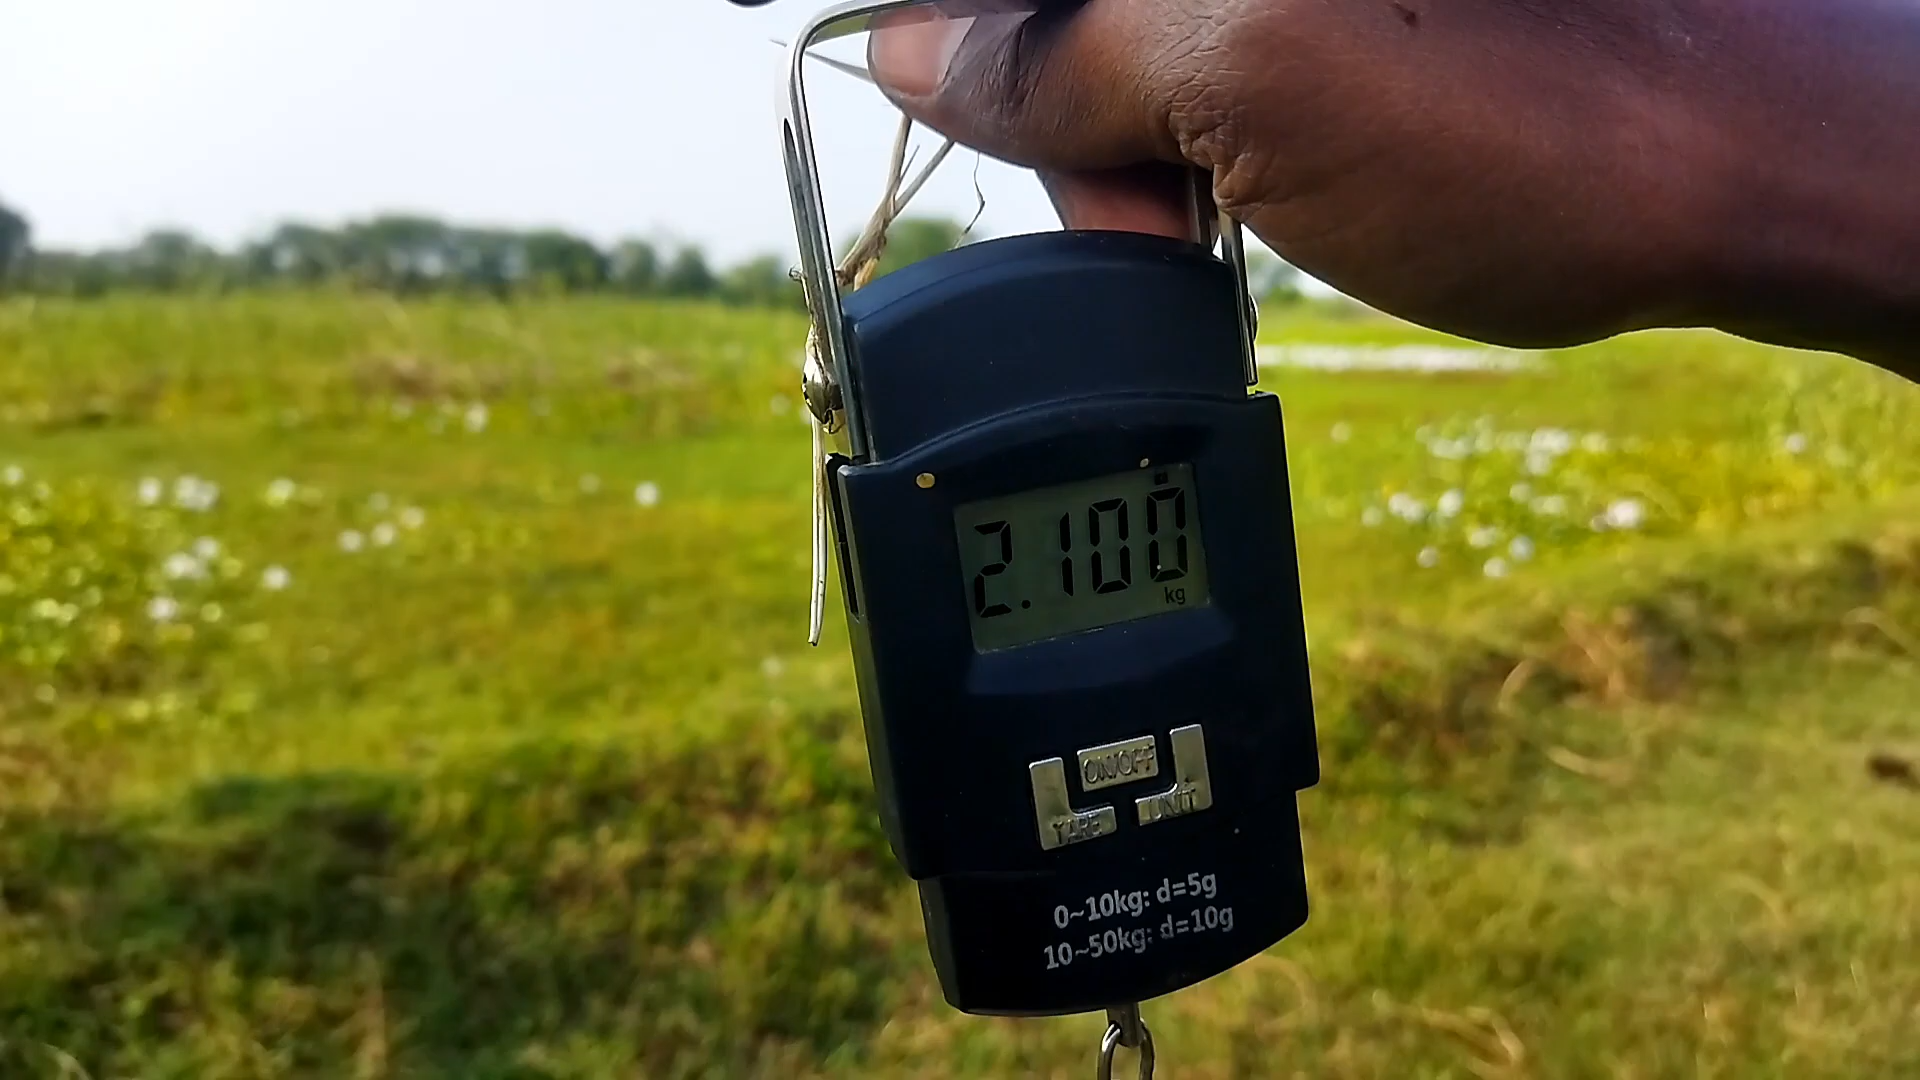 2.100
kg
ON/OFF
TARE
UNIT
0~10kg: d=5g
10~50kg: d=10g